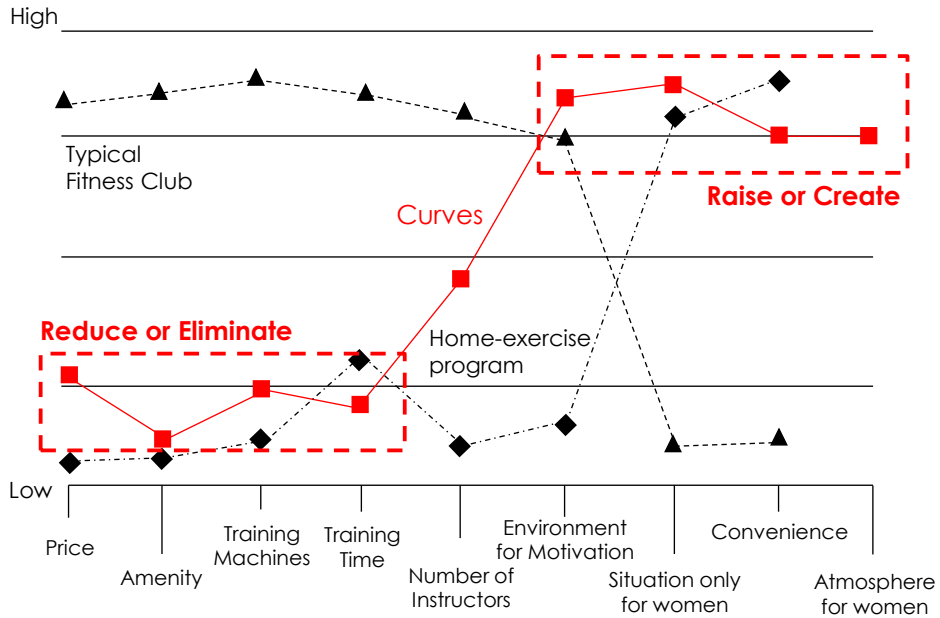 High
Typical
Fitness Club
Curves
Raise or Create
Reduce or Eliminate
Home-exercise
program
Low
Price
Amenity
Training
Machines
Training
Time
Number of
Instructors
Environment
for Motivation
Situation only
for women
Convenience
Atmosphere
for women